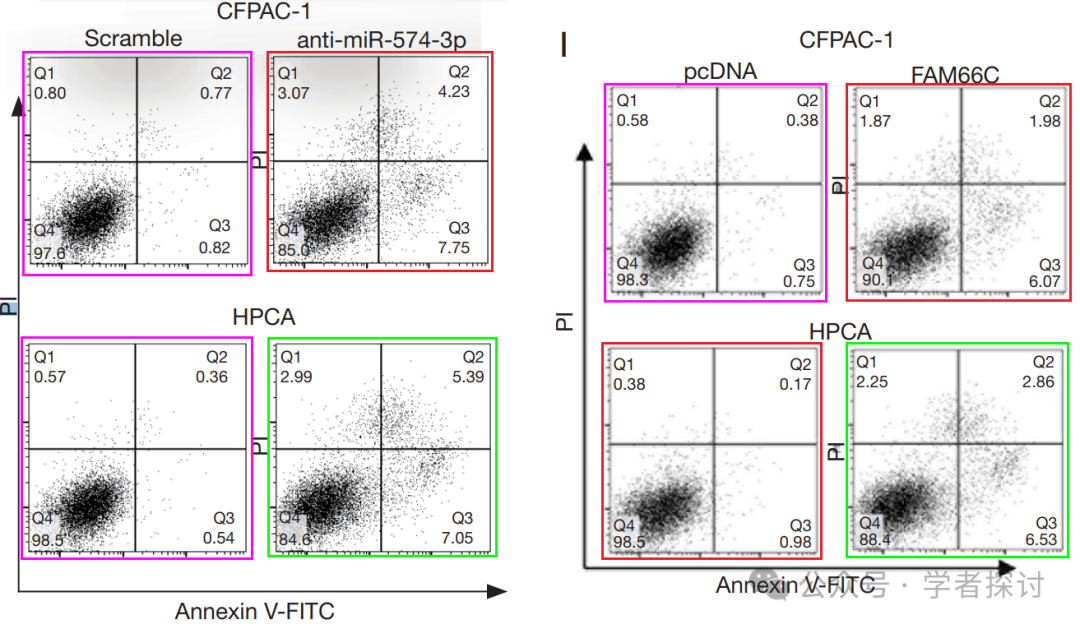 CFPAC-1
Scramble
anti-miR-574-3p
Q1
0.80
Q2
0.77
Q4
97.6
Q3
0.82
PI
Q1
3.07
Q2
4.23
Q4
85.0
Q3
7.75
PI
HPCA
Q1
0.57
Q2
0.36
Q4
98.5
Q3
0.54
PI
Q1
2.99
Q2
5.39
Q4
84.6
Q3
7.05
Annexin V-FITC
I
CFPAC-1
pcDNA
FAM66C
Q1
0.58
Q2
0.38
Q4
98.3
Q3
0.75
PI
Q1
1.87
Q2
1.98
Q4
90.1
Q3
6.07
PI
HPCA
Q1
0.38
Q2
0.17
Q4
98.5
Q3
0.98
PI
Q1
2.25
Q2
2.86
Q4
88.4
Q3
6.53
Annexin V-FITC
公众号 · 学者探讨